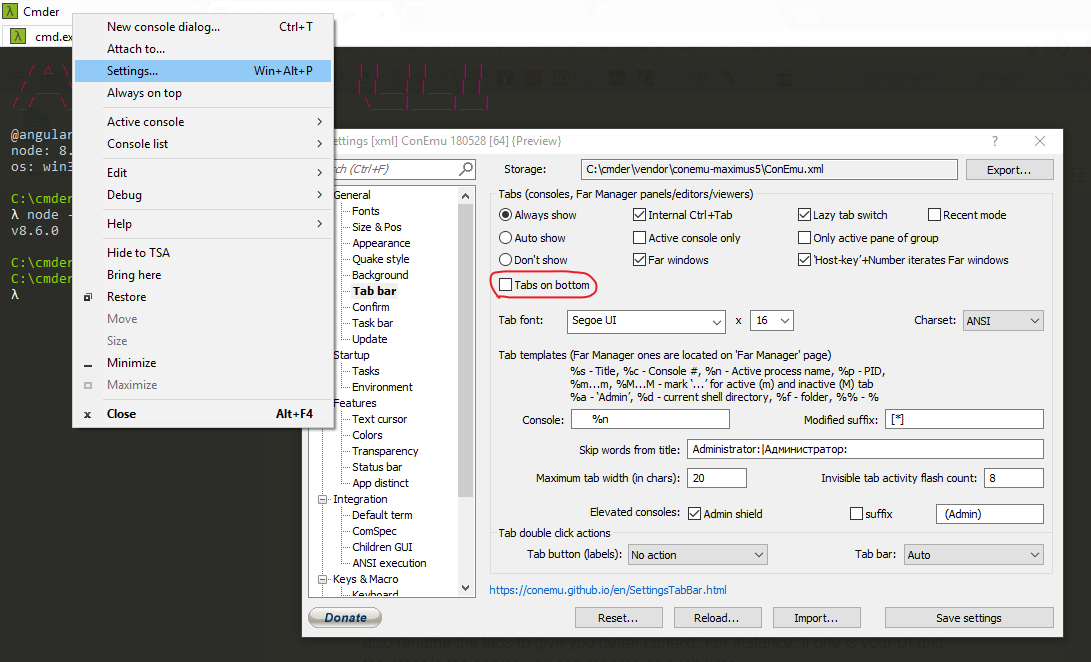 Cmder
cmd.ex
New console dialog... Ctrl+T
Attach to...
Settings... Win+Alt+P
Always on top
Active console
Console list
Edit
Debug
Help
Hide to TSA
Bring here
Restore
Move
Size
Minimize
Maximize
x Close Alt+F4
@angular
node: 8.
os: win3
C:\cmder
λ node -
v8.6.0
C:\cmder
C:\cmder
λ
ettings [xml] ConEmu 180528 [64] {Preview}
? 
rch (Ctrl+F)
Storage: C:\cmder\vendor\conemu-maximus5\ConEmu.xml Export...
General
Fonts
Size & Pos
Appearance
Quake style
Background
Tab bar
Confirm
Task bar
Update
Startup
Tasks
Environment
Features
Text cursor
Colors
Transparency
Status bar
App distinct
Integration
Default term
ComSpec
Children GUI
ANSI execution
Keys & Macro
Keyboard
Tabs (consoles, Far Manager panels/editors/viewers)
Always show Internal Ctrl+Tab Lazy tab switch Recent mode
Auto show Active console only Only active pane of group
Don't show Far windows 'Host-key'+Number iterates Far windows
Tabs on bottom
Tab font: Segoe UI x 16 Charset: ANSI
Tab templates (Far Manager ones are located on 'Far Manager' page)
%s - Title, %c - Console #, %n - Active process name, %p - PID,
%m...m, %M...M - mark '...' for active (m) and inactive (M) tab
%a - 'Admin', %d - current shell directory, %f - folder, %% - %
Console: %n Modified suffix: [*]
Skip words from title: Administrator:|Администратор:
Maximum tab width (in chars): 20 Invisible tab activity flash count: 8
Elevated consoles: Admin shield suffix (Admin)
Tab double click actions
Tab button (labels): No action Tab bar: Auto
https://conemu.github.io/en/SettingsTabBar.html
Donate Reset... Reload... Import... Save settings